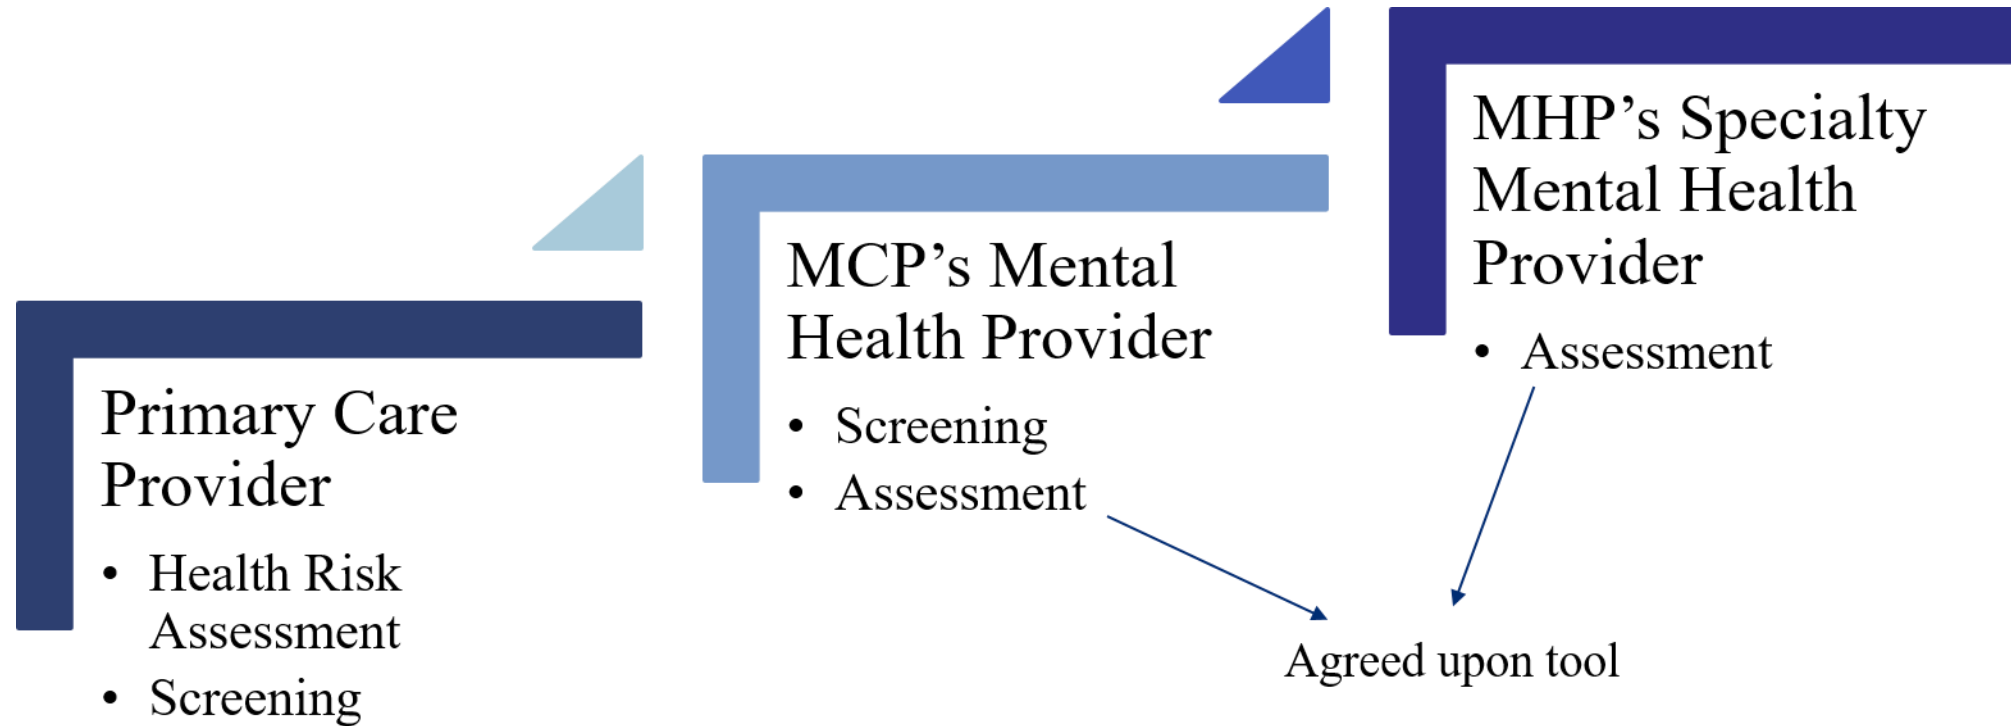 Primary Care
Provider
• Health Risk
Assessment
• Screening
MCP’s Mental
Health Provider
• Screening
• Assessment
MHP’s Specialty
Mental Health
Provider
• Assessment
Agreed upon tool